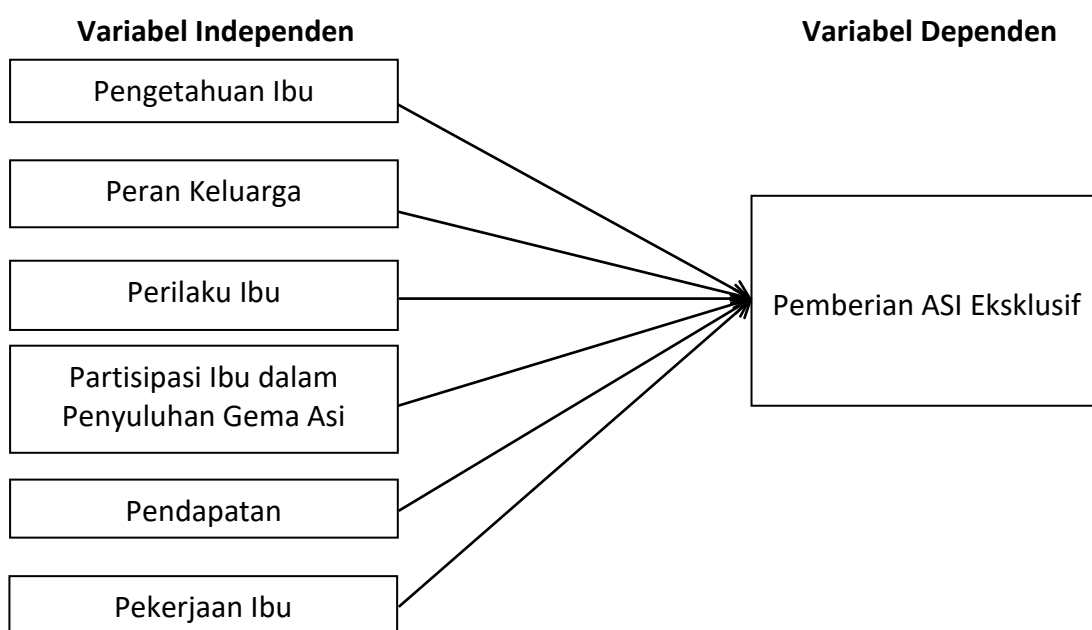 Variabel Independen
Variabel Dependen
Pengetahuan Ibu
Peran Keluarga
Perilaku Ibu
Partisipasi Ibu dalam
Penyuluhan Gema Asi
Pendapatan
Pekerjaan Ibu
Pemberian ASI Eksklusif